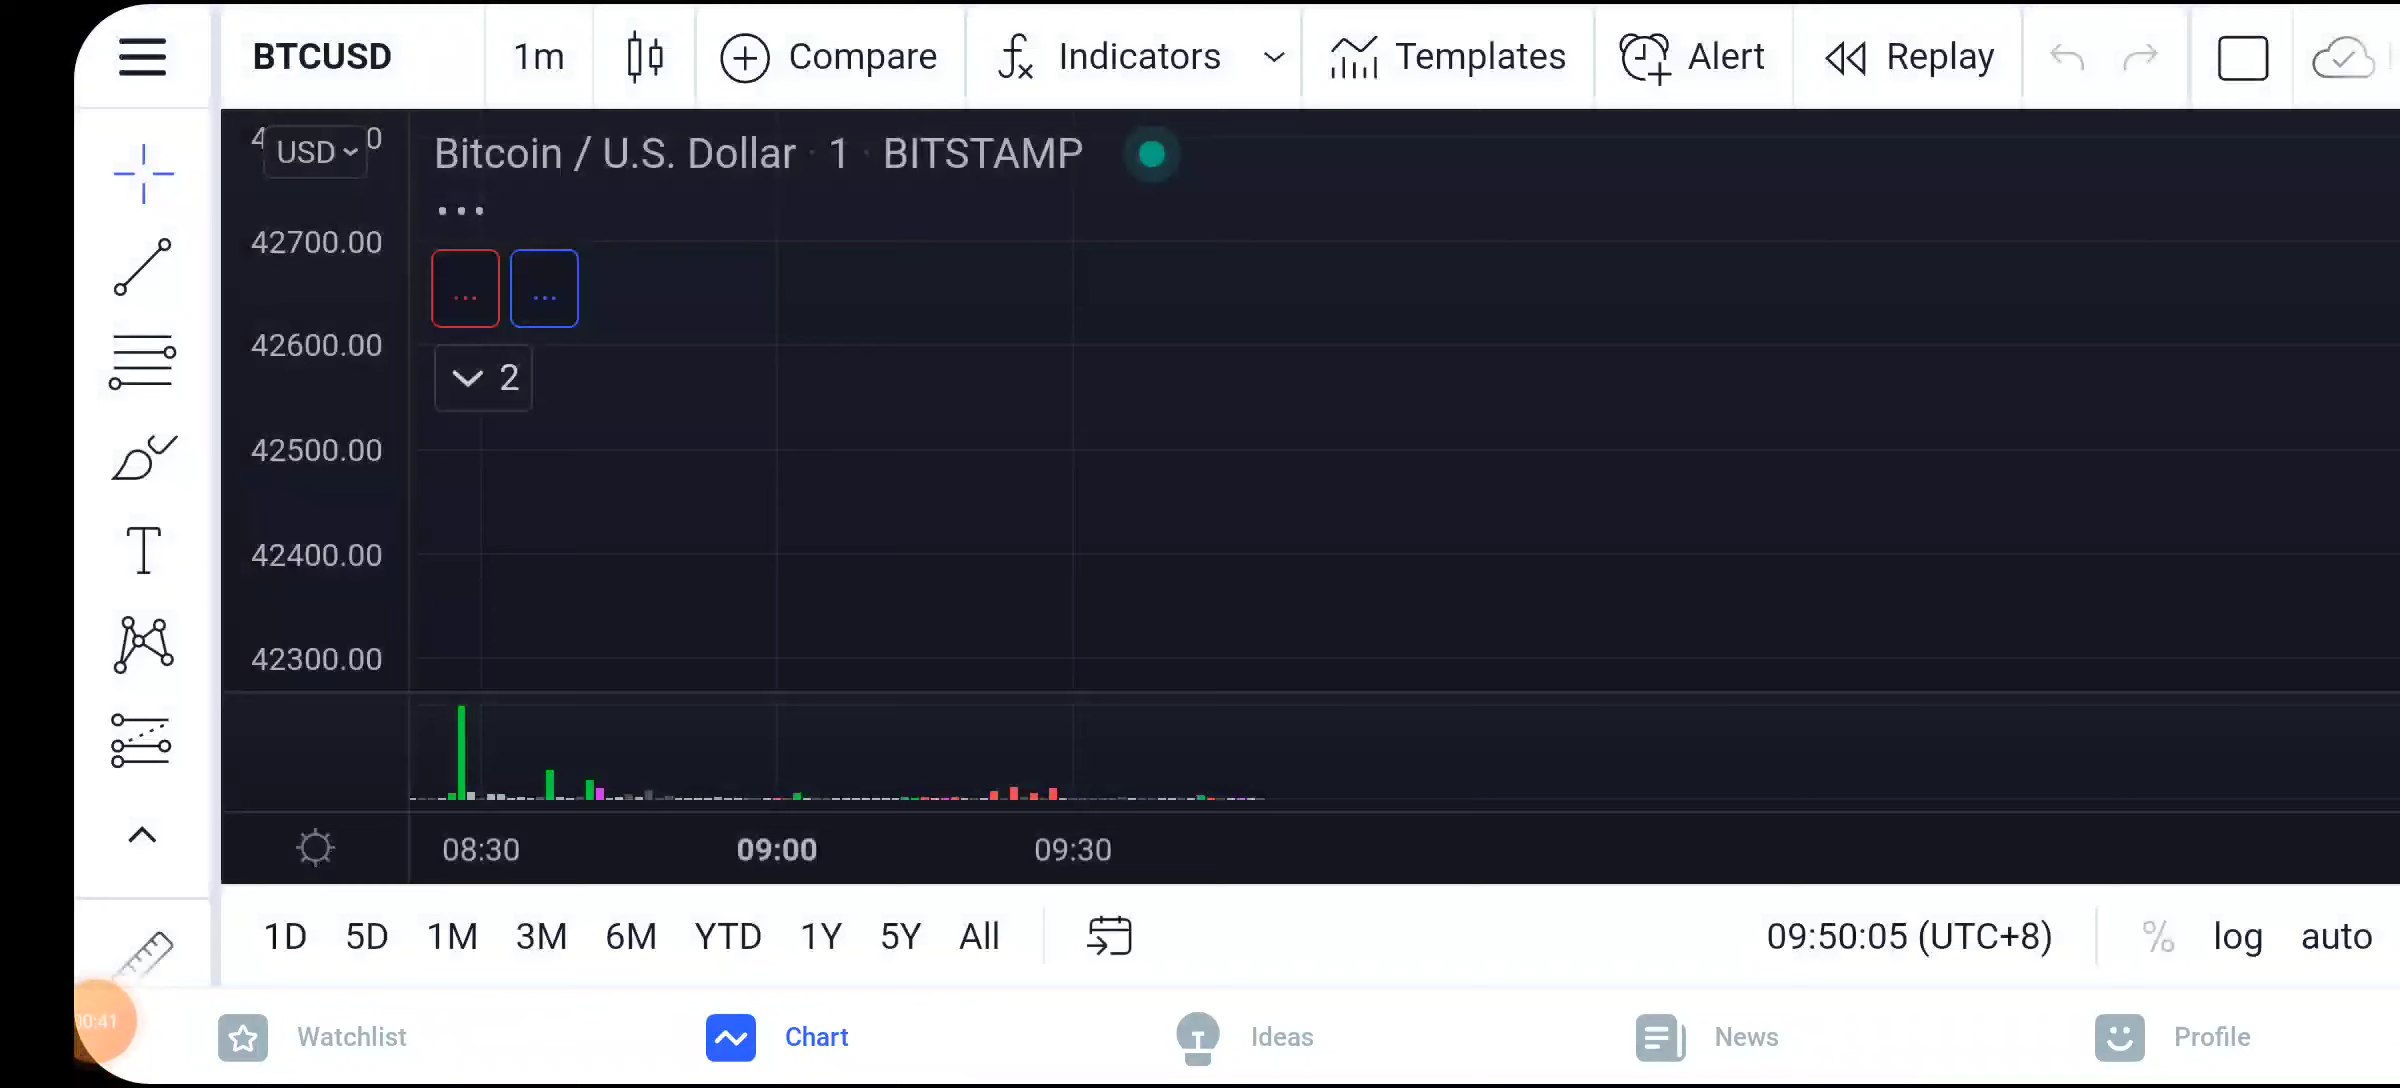 BTCUSD 1m Compare Indicators Templates Alert Replay
USD
Bitcoin / U.S. Dollar · 1 · BITSTAMP
...
42700.00
... ...
42600.00
2
42500.00
42400.00
42300.00
08:30 09:00 09:30
1D 5D 1M 3M 6M YTD 1Y 5Y All 09:50:05 (UTC+8) % log auto
00:41
Watchlist Chart Ideas News Profile